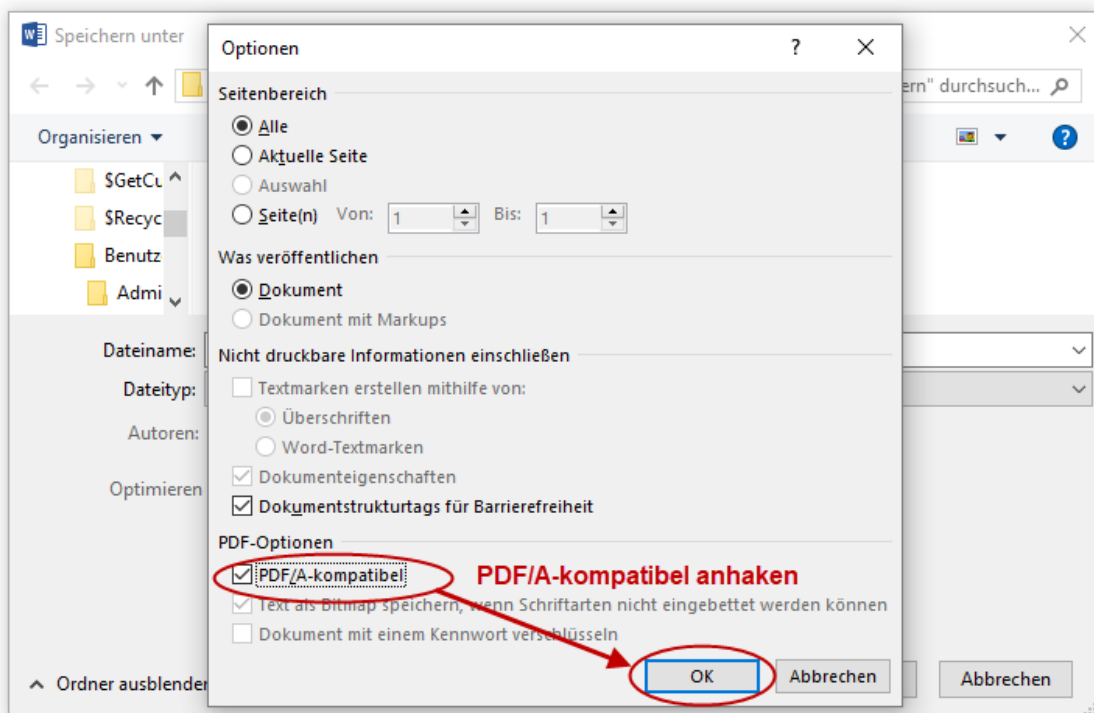 Speichern unter
Optionen ?
ern" durchsuch...
Seitenbereich
Organisieren
Alle
Aktuelle Seite
$GetCu
Auswahl
$Recyc
Seite(n) Von: 1 Bis: 1
Benutz
Was veröffentlichen
Admi
Dokument
Dokument mit Markups
Dateiname:
Nicht druckbare Informationen einschließen
Dateityp:
Textmarken erstellen mithilfe von:
Überschriften
Autoren:
Word-Textmarken
Dokumenteigenschaften
Optimieren
Dokumentstrukturtags für Barrierefreiheit
PDF-Optionen
PDF/A-kompatibel PDF/A-kompatibel anhaken
Text als Bitmap speichern, wenn Schriftarten nicht eingebettet werden können
Dokument mit einem Kennwort verschlüsseln
OK Abbrechen
Ordner ausblender
Abbrechen